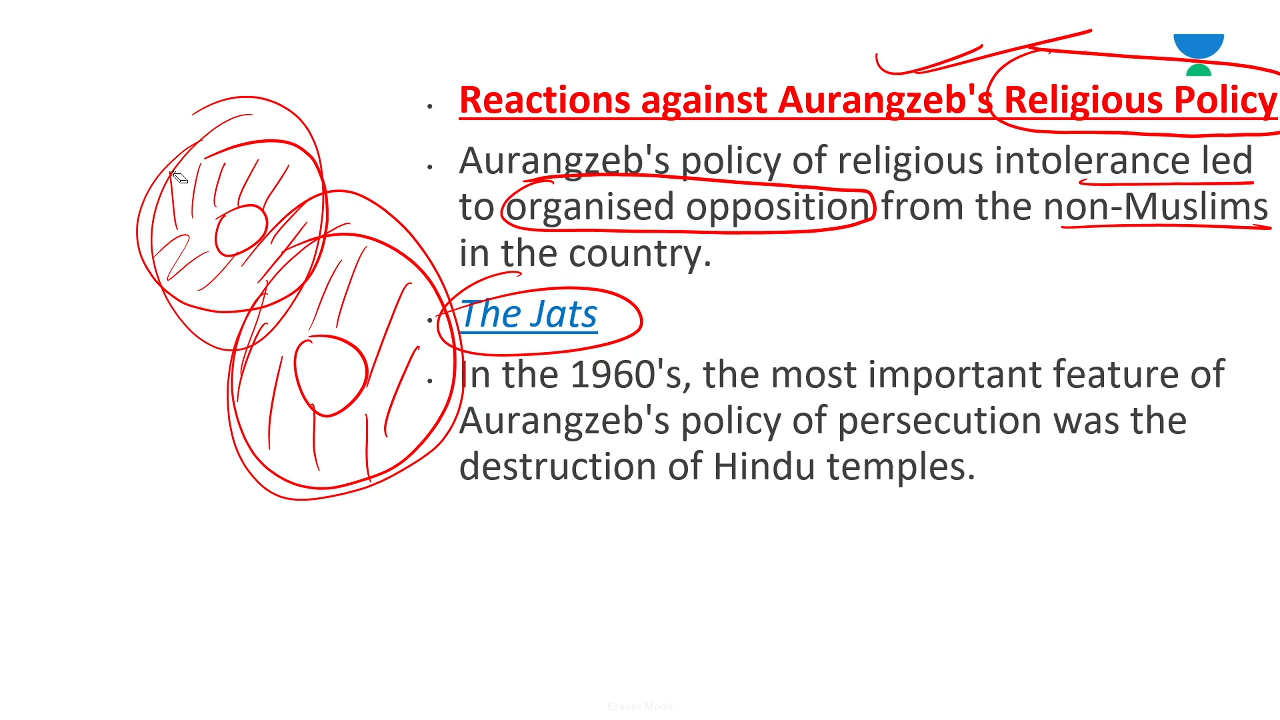 Reactions against Aurangzeb's Religious Policy
Aurangzeb's policy of religious intolerance led
to organised opposition from the non-Muslims
in the country.
The Jats
In the 1960's, the most important feature of
Aurangzeb's policy of persecution was the
destruction of Hindu temples.
Eraser Mode